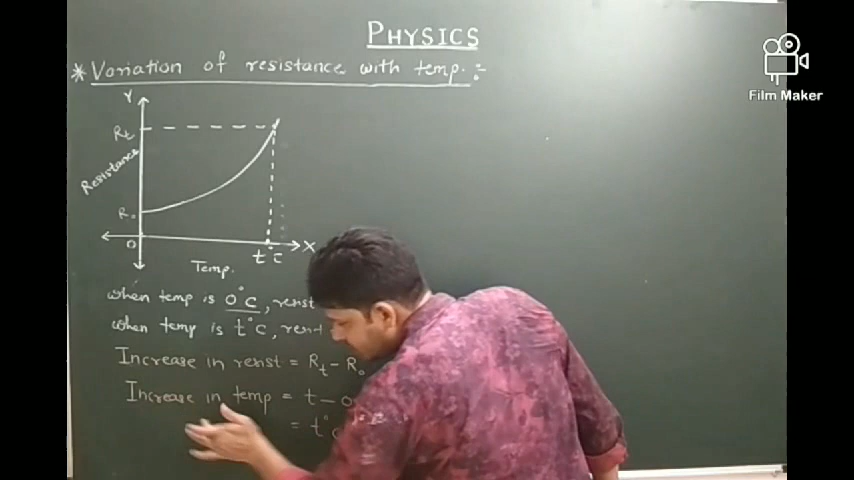 PHYSICS
* Variation of resistance with temp. :-
Film Maker
Y
Rt
Resistance
R₀
0
t°c
X
Temp.
when temp is 0°c, resist
when temp is t°c, resist
Increase in resist = Rt - R₀
Increase in temp = t - 0
= t°c